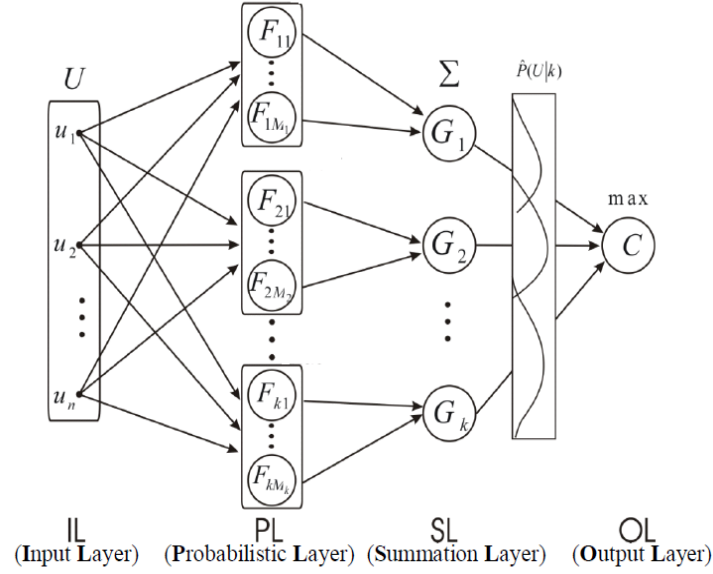 U
u1
u2
un
F11
F1M1
F21
F2M2
Fk1
FkMk
Σ
G1
G2
Gk
P̂(U|k)
max
C
IL PL SL OL
(Input Layer) (Probabilistic Layer) (Summation Layer) (Output Layer)